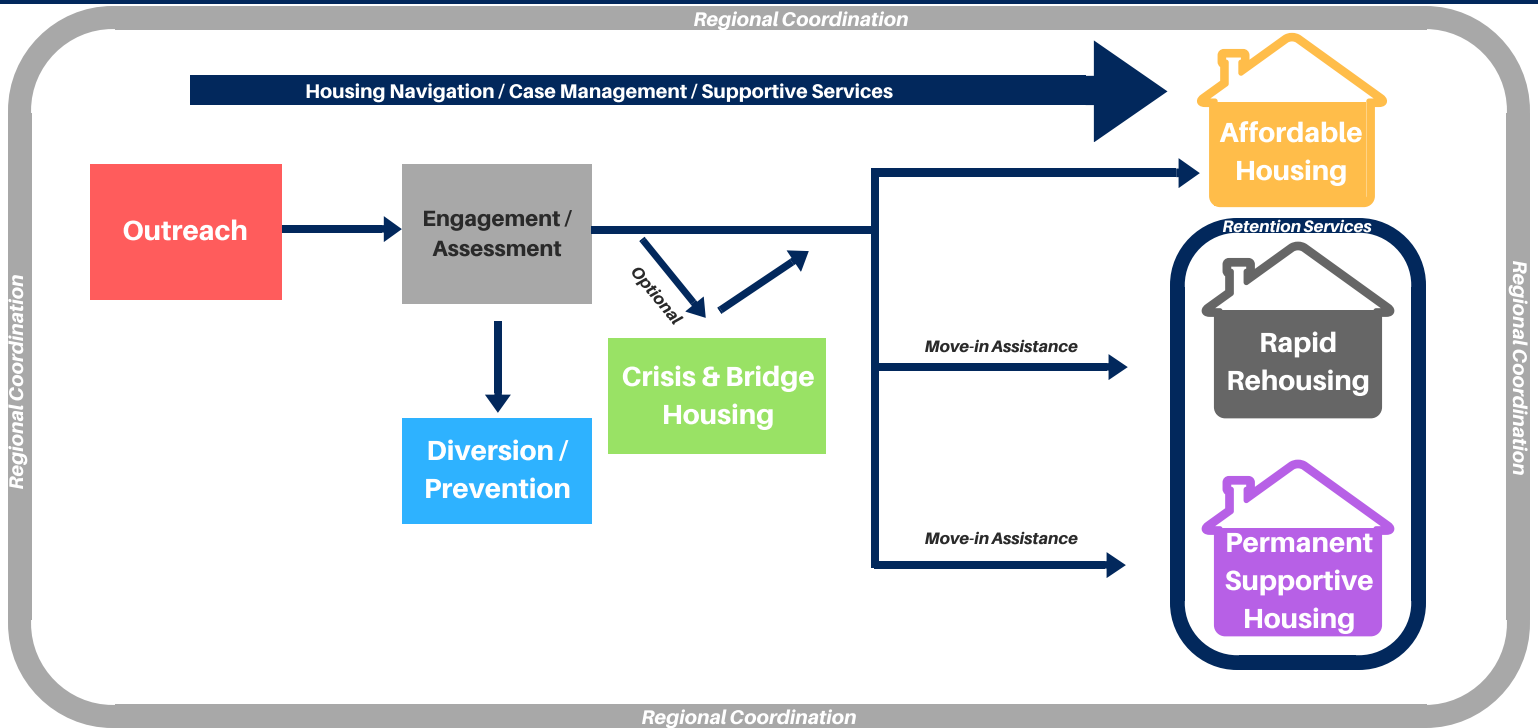 Regional Coordination
Housing Navigation / Case Management / Supportive Services
Affordable
Housing
Outreach
Engagement /
Assessment
Retention Services
Optional
Regional Coordination
Regional Coordination
Move-in Assistance
Rapid
Rehousing
Crisis & Bridge
Housing
Diversion /
Prevention
Move-in Assistance
Permanent
Supportive
Housing
Regional Coordination